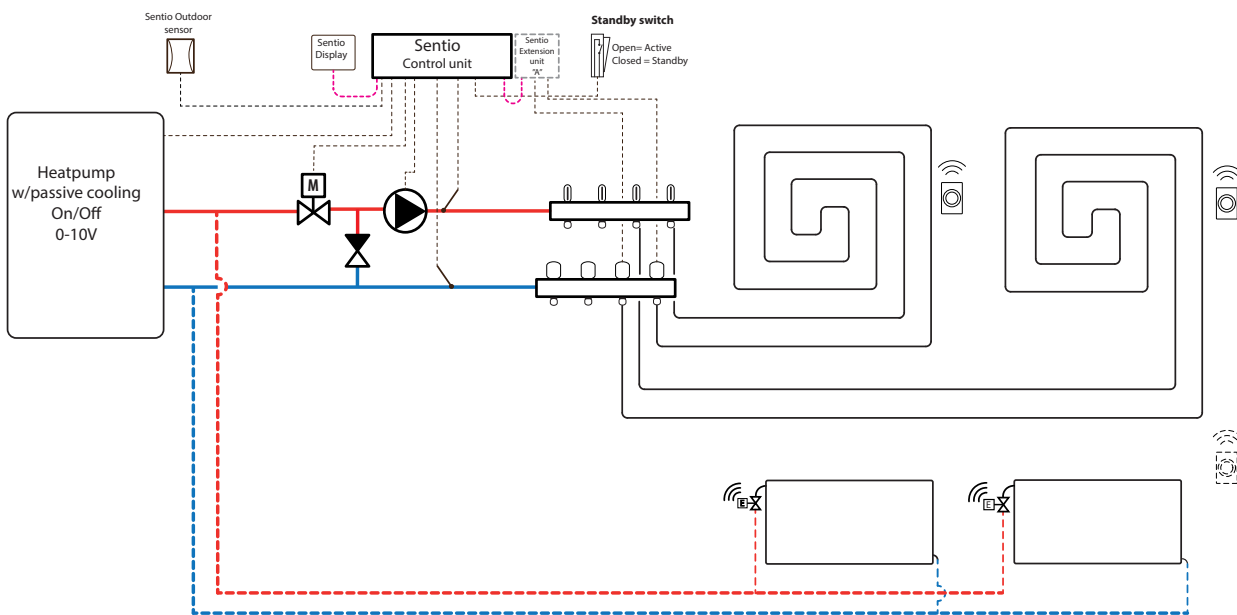 Sentio Outdoor
sensor
Sentio
Display
Sentio
Control unit
Sentio
Extension
unit
"A"
Standby switch
Open= Active
Closed = Standby
Heatpump
w/passive cooling
On/Off
0-10V
M
E
E